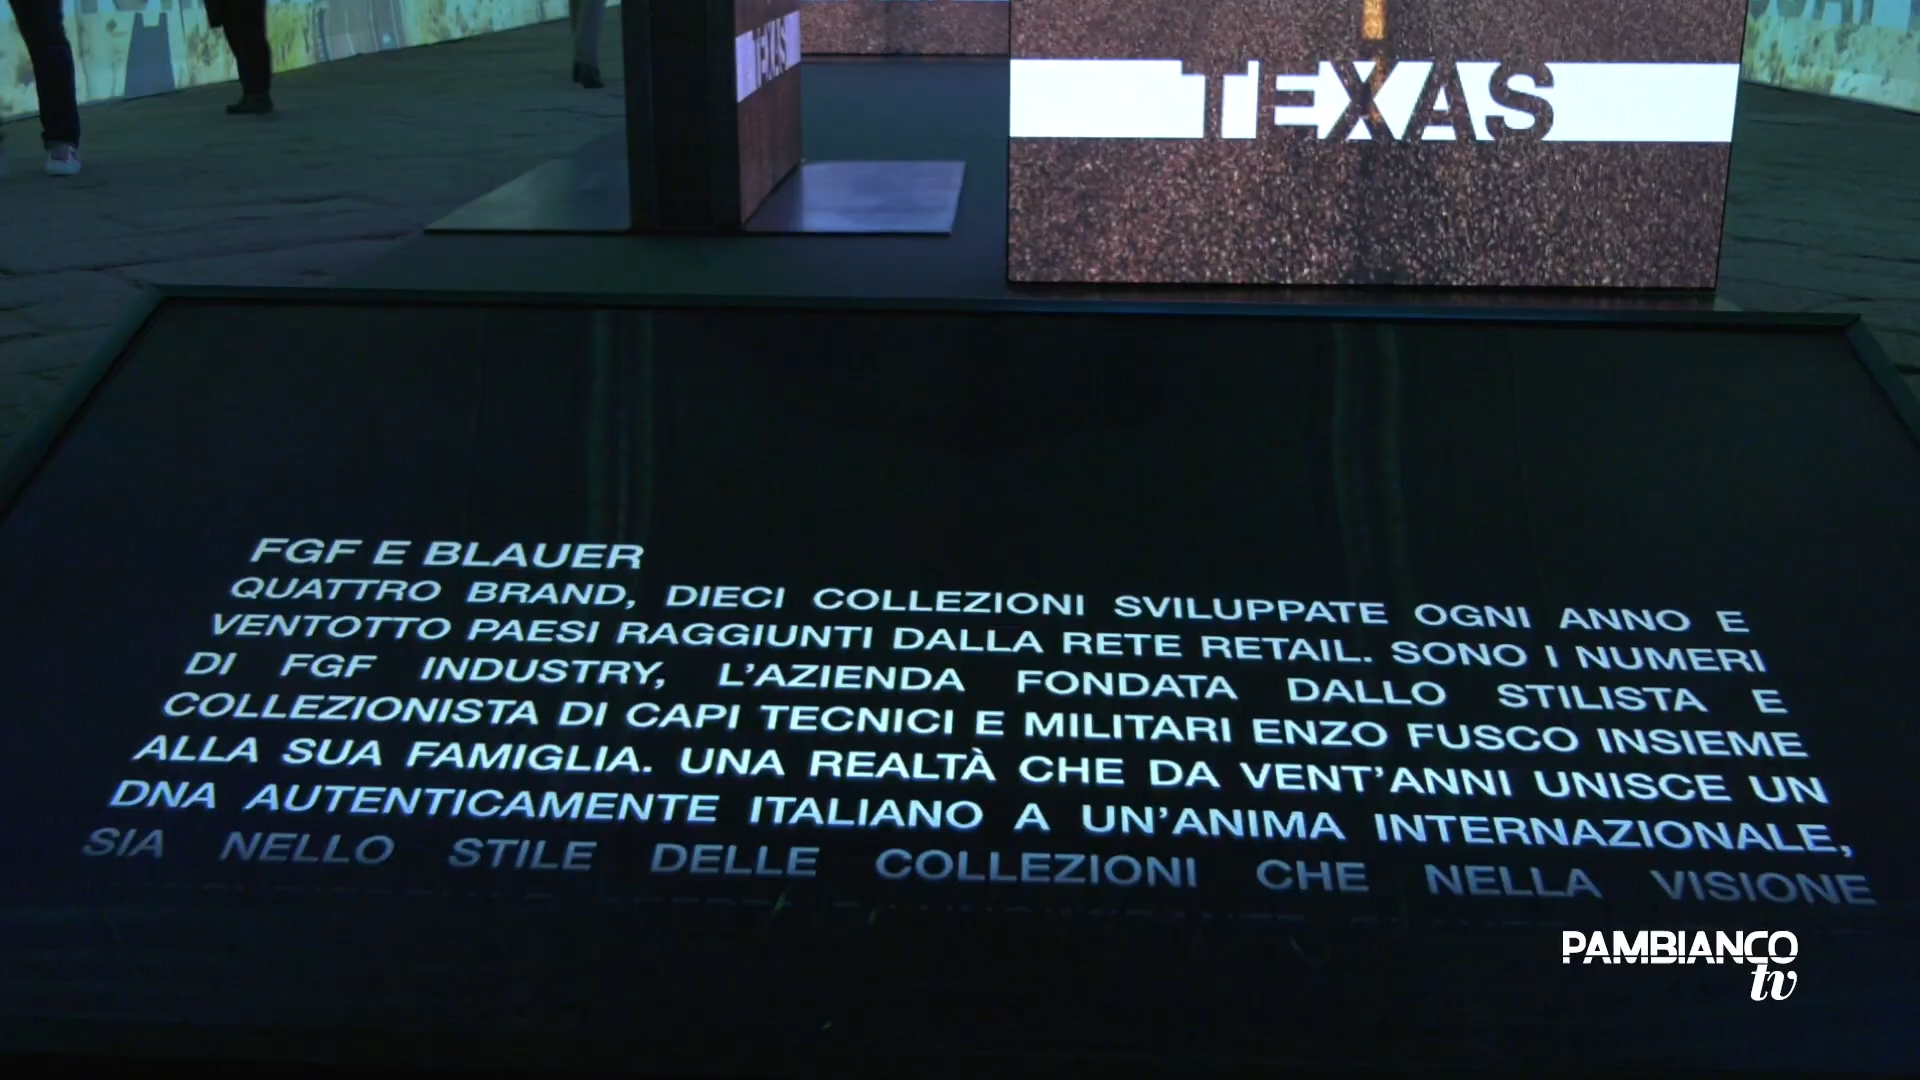 TEXAS
TEXAS
FGF E BLAUER
QUATTRO BRAND, DIECI COLLEZIONI SVILUPPATE OGNI ANNO E
VENTOTTO PAESI RAGGIUNTI DALLA RETE RETAIL. SONO I NUMERI
DI FGF INDUSTRY, L'AZIENDA FONDATA DALLO STILISTA E
COLLEZIONISTA DI CAPI TECNICI E MILITARI ENZO FUSCO INSIEME
ALLA SUA FAMIGLIA. UNA REALTÀ CHE DA VENT'ANNI UNISCE UN
DNA AUTENTICAMENTE ITALIANO A UN'ANIMA INTERNAZIONALE,
SIA NELLO STILE DELLE COLLEZIONI CHE NELLA VISIONE
PAMBIANCO
tv